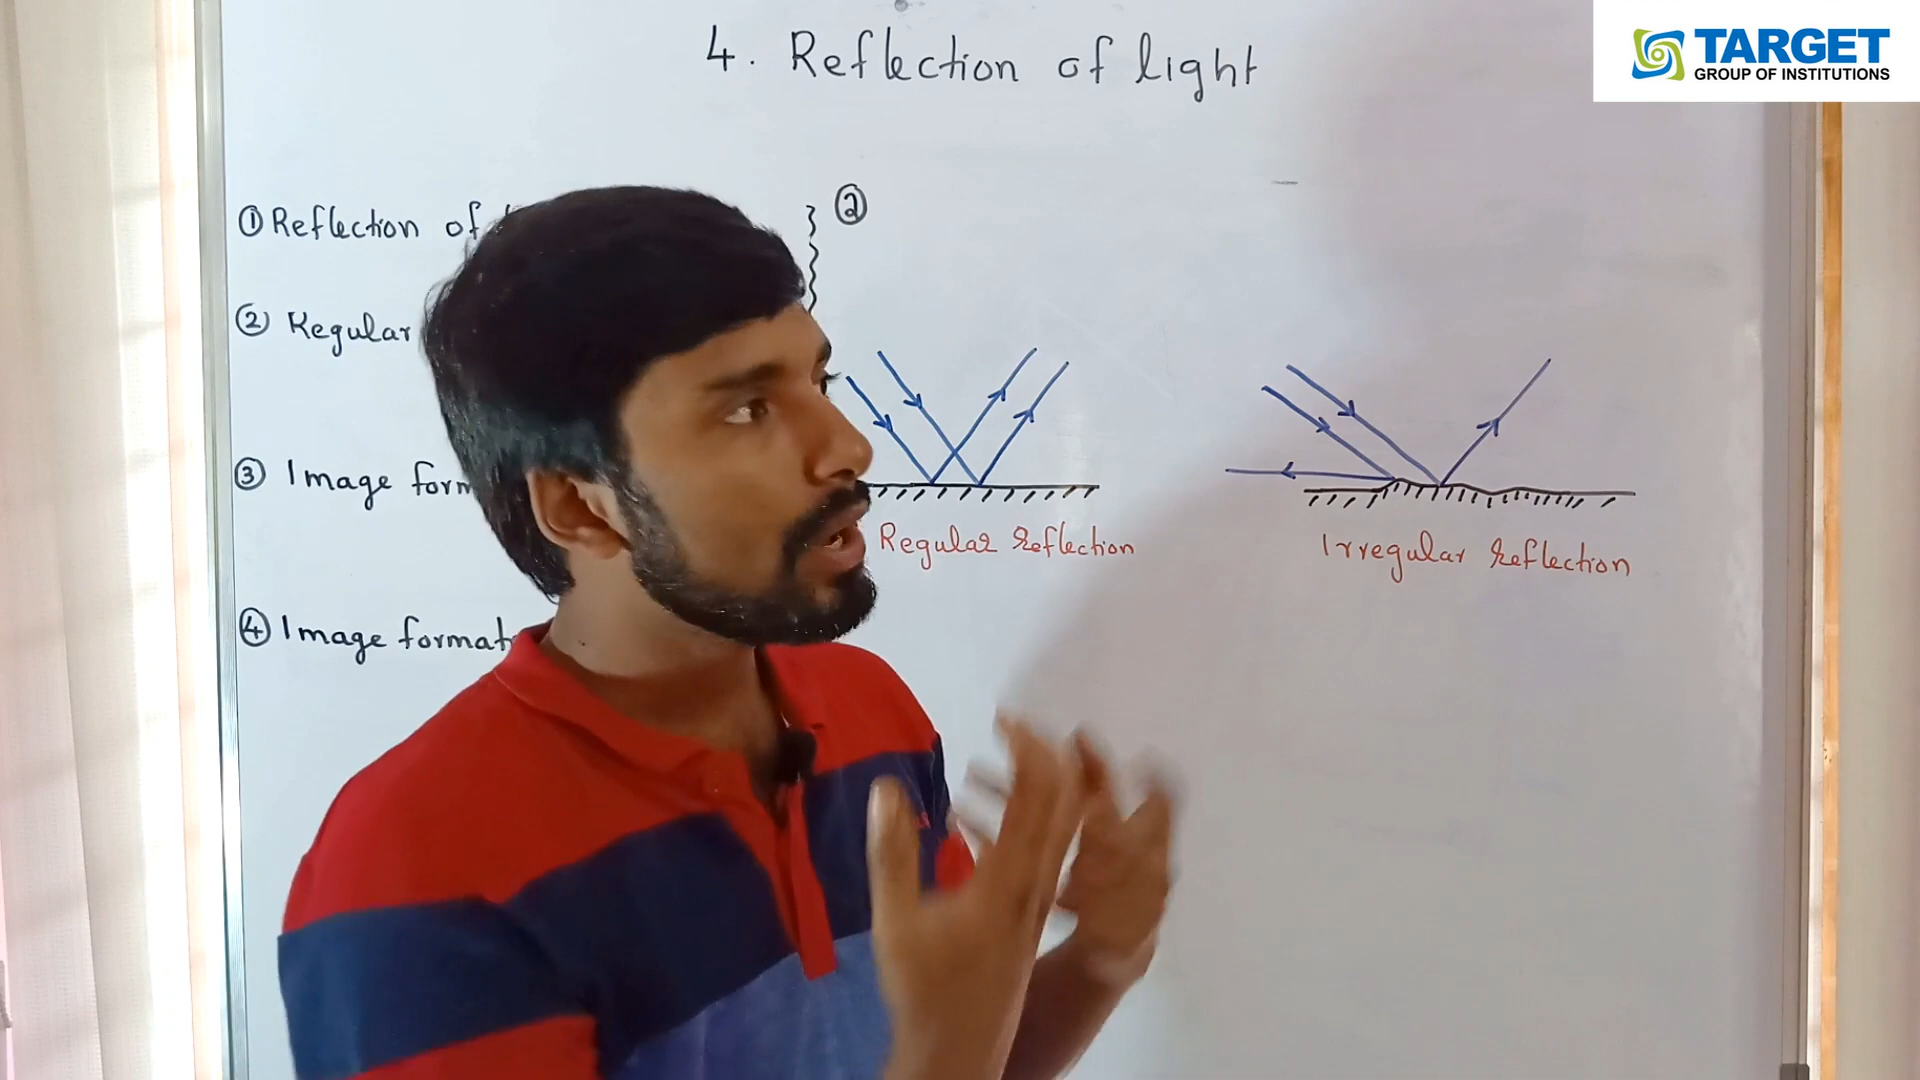 TARGET
GROUP OF INSTITUTIONS
4. Reflection of light
① Reflection of
② Regular
③ Image form
④ Image format
②
Regular Reflection
Irregular Reflection